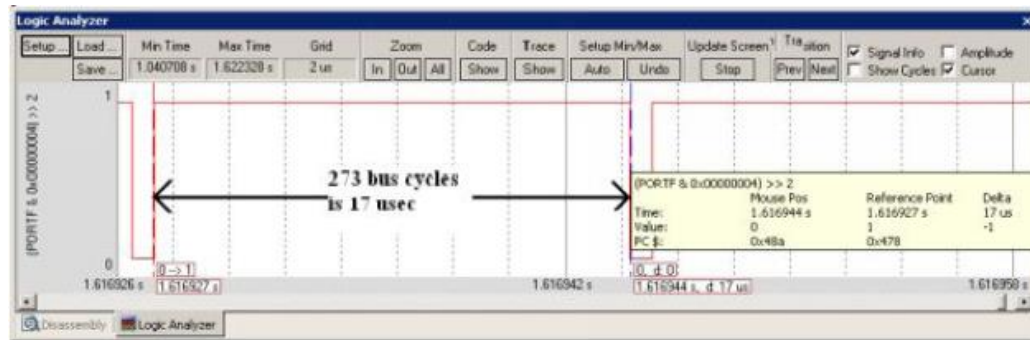 Logic Analyzer
Setup... Load... Min Time Max Time Grid Zoom Code Trace Setup Min/Max Update Screen Transition Signal Info Amplitude
Save... 1.040708 s 1.622328 s 2 us In Out All Show Show Auto Undo Stop Prev Next Show Cycles Cursor
(PORTF & 0x00000004) >> 2
1
0
273 bus cycles
is 17 usec
(PORTF & 0x00000004) >> 2
Mouse Pos Reference Point Delta
Time: 1.616944 s 1.616927 s 17 us
Value: 0 1 -1
PC $: 0x48a 0x478
0 --> 1
0, d: 0
1.616926 s 1.616927 s 1.616942 s 1.616944 s, d: 17 us 1.616958 s
Disassembly Logic Analyzer